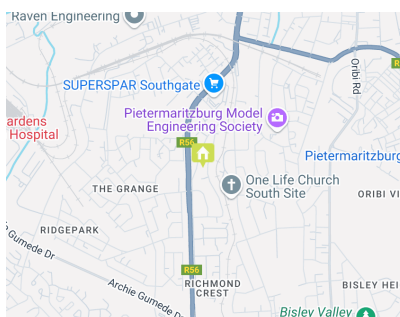 Raven Engineering
Oribi Rd
SUPERSPAR Southgate
Pietermaritzburg Model
Engineering Society
ardens
Hospital
R56
Pietermaritzburg
One Life Church
South Site
THE GRANGE
ORIBI VI
RIDGEPARK
e Gumede Dr
R56
Archie Gumede Dr
RICHMOND
CREST
BISLEY HEI
Bisley Valley